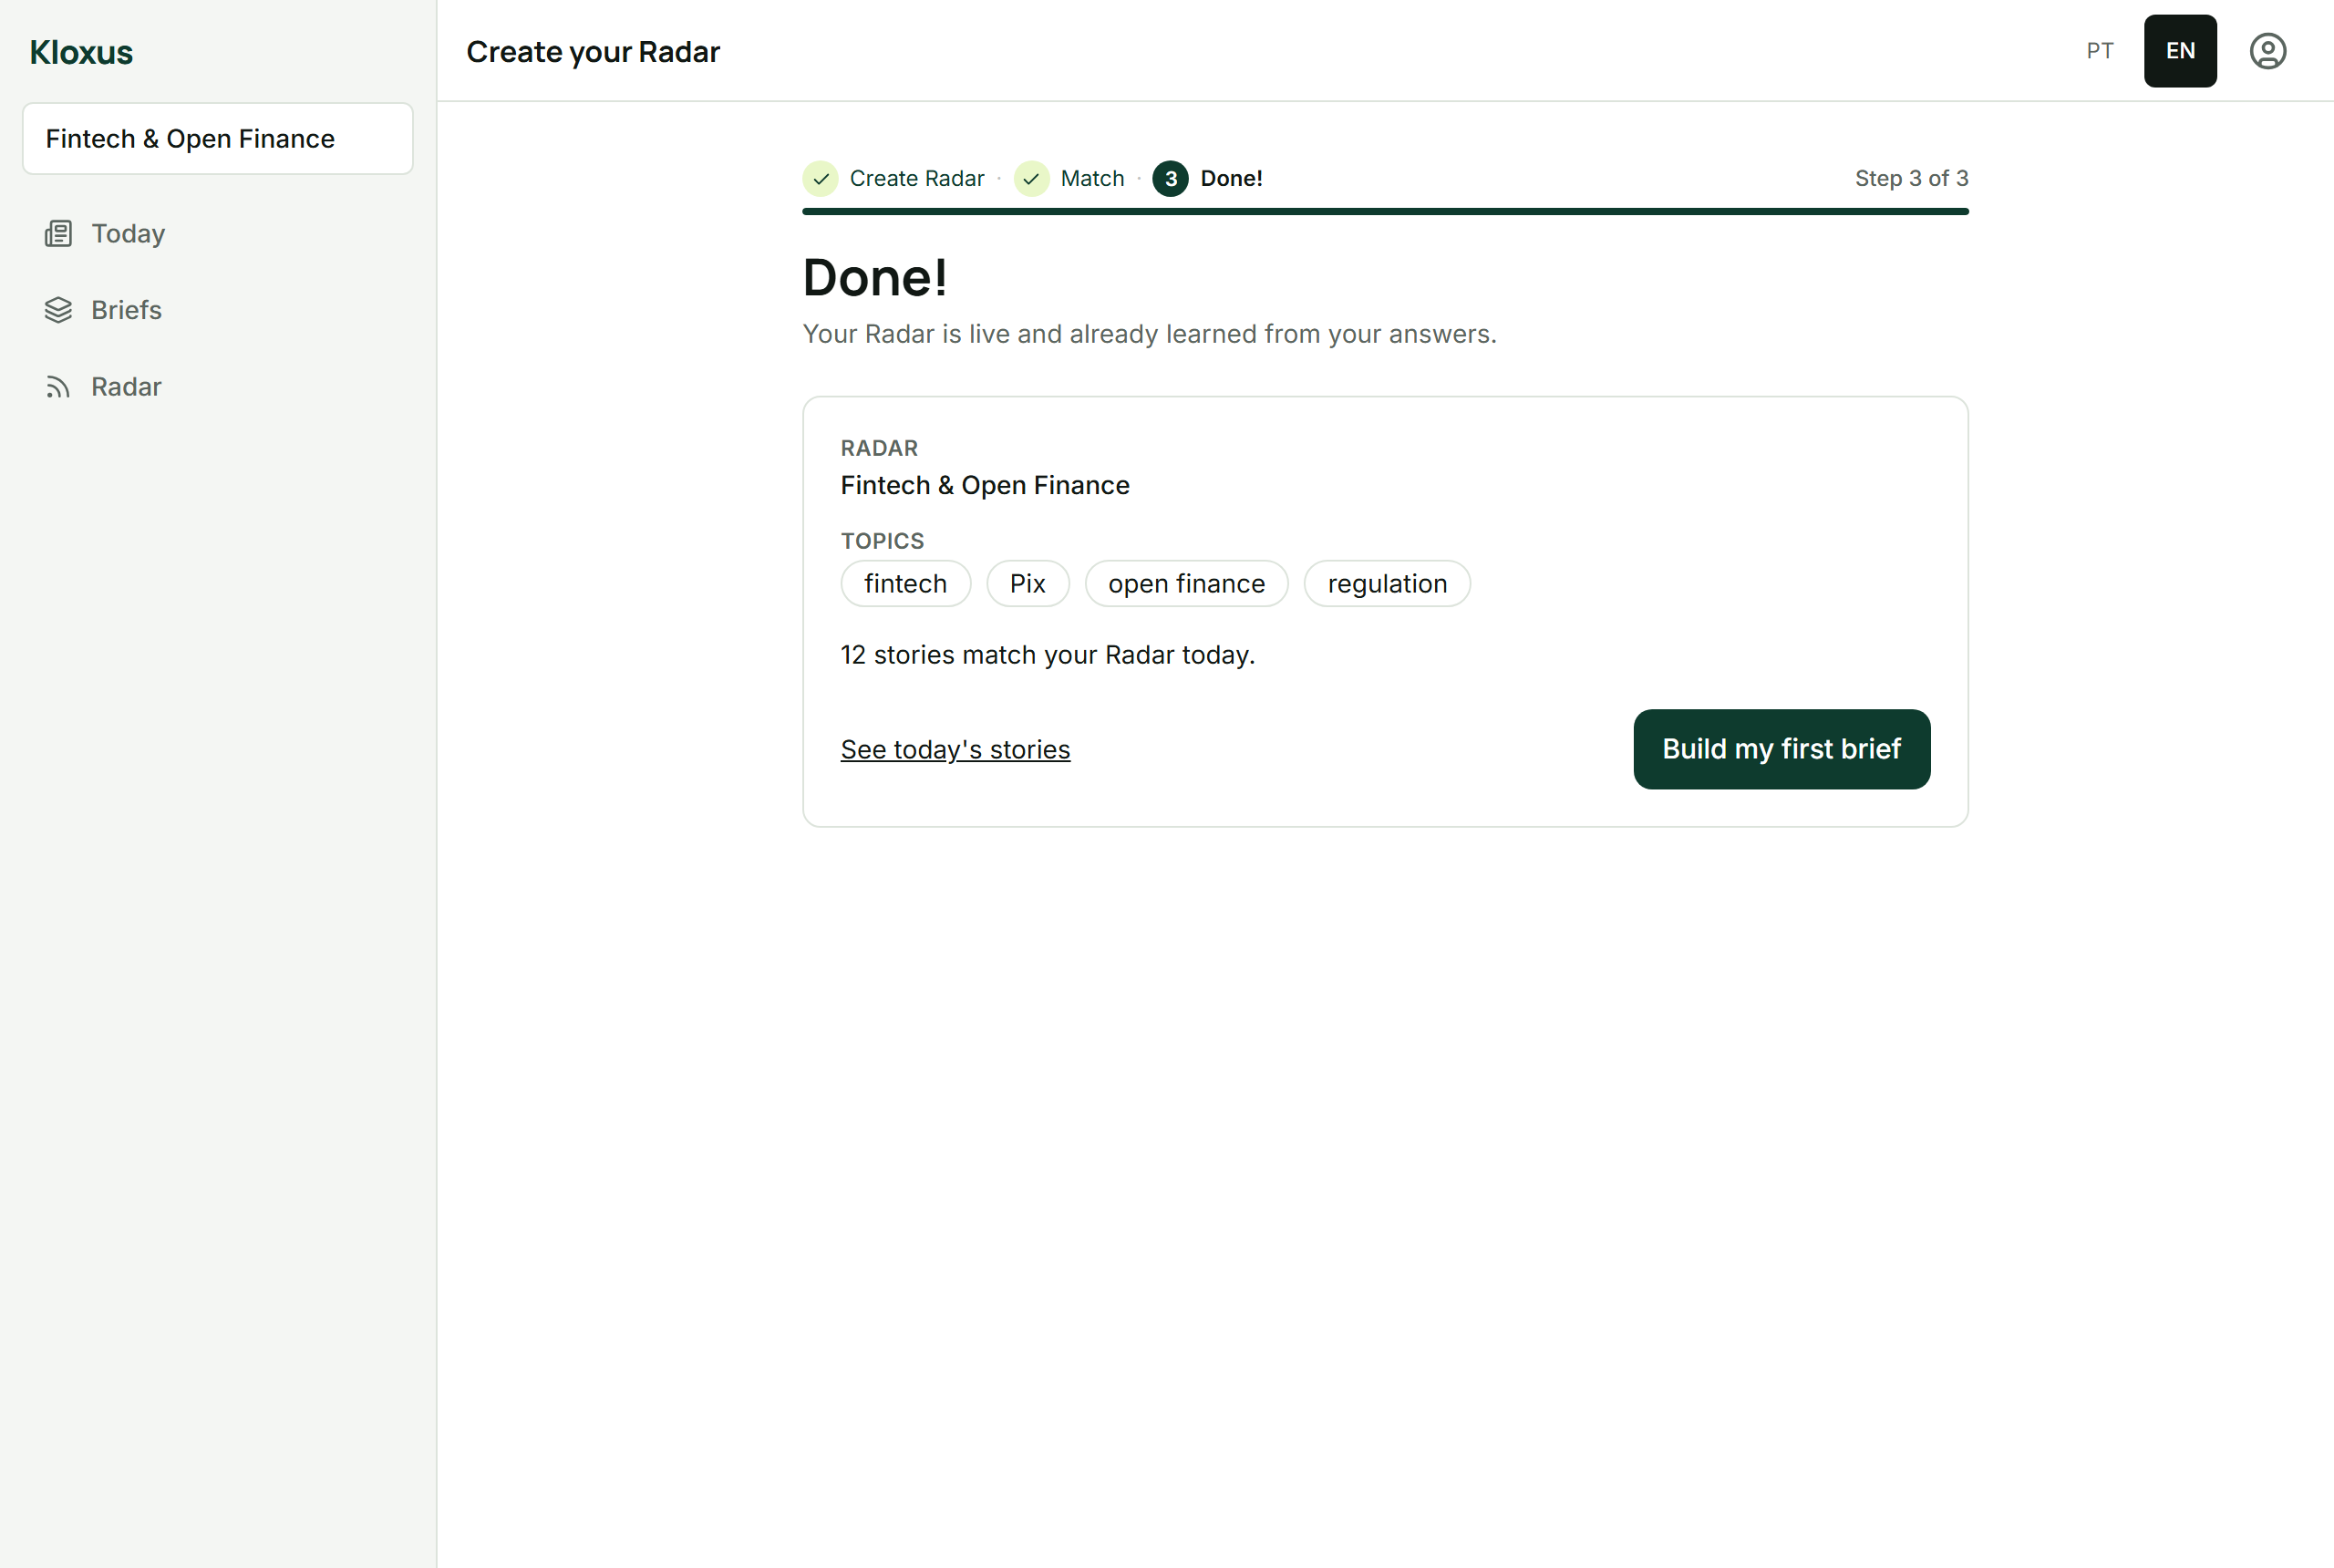 Kloxus
Fintech & Open Finance
Today
Briefs
Radar
Create your Radar
PT
EN
Create Radar · Match · 3 Done!
Step 3 of 3
Done!
Your Radar is live and already learned from your answers.
RADAR
Fintech & Open Finance
TOPICS
fintech
Pix
open finance
regulation
12 stories match your Radar today.
See today's stories
Build my first brief